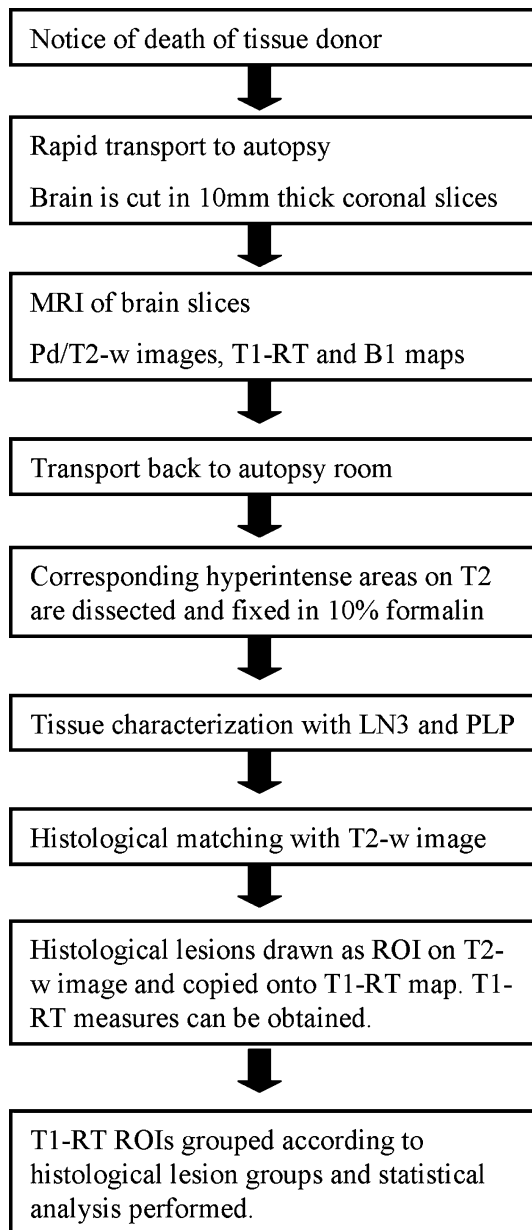 Notice of death of tissue donor
Rapid transport to autopsy
Brain is cut in 10mm thick coronal slices
MRI of brain slices
Pd/T2-w images, T1-RT and B1 maps
Transport back to autopsy room
Corresponding hyperintense areas on T2
are dissected and fixed in 10% formalin
Tissue characterization with LN3 and PLP
Histological matching with T2-w image
Histological lesions drawn as ROI on T2-
w image and copied onto T1-RT map. T1-
RT measures can be obtained.
T1-RT ROIs grouped according to
histological lesion groups and statistical
analysis performed.